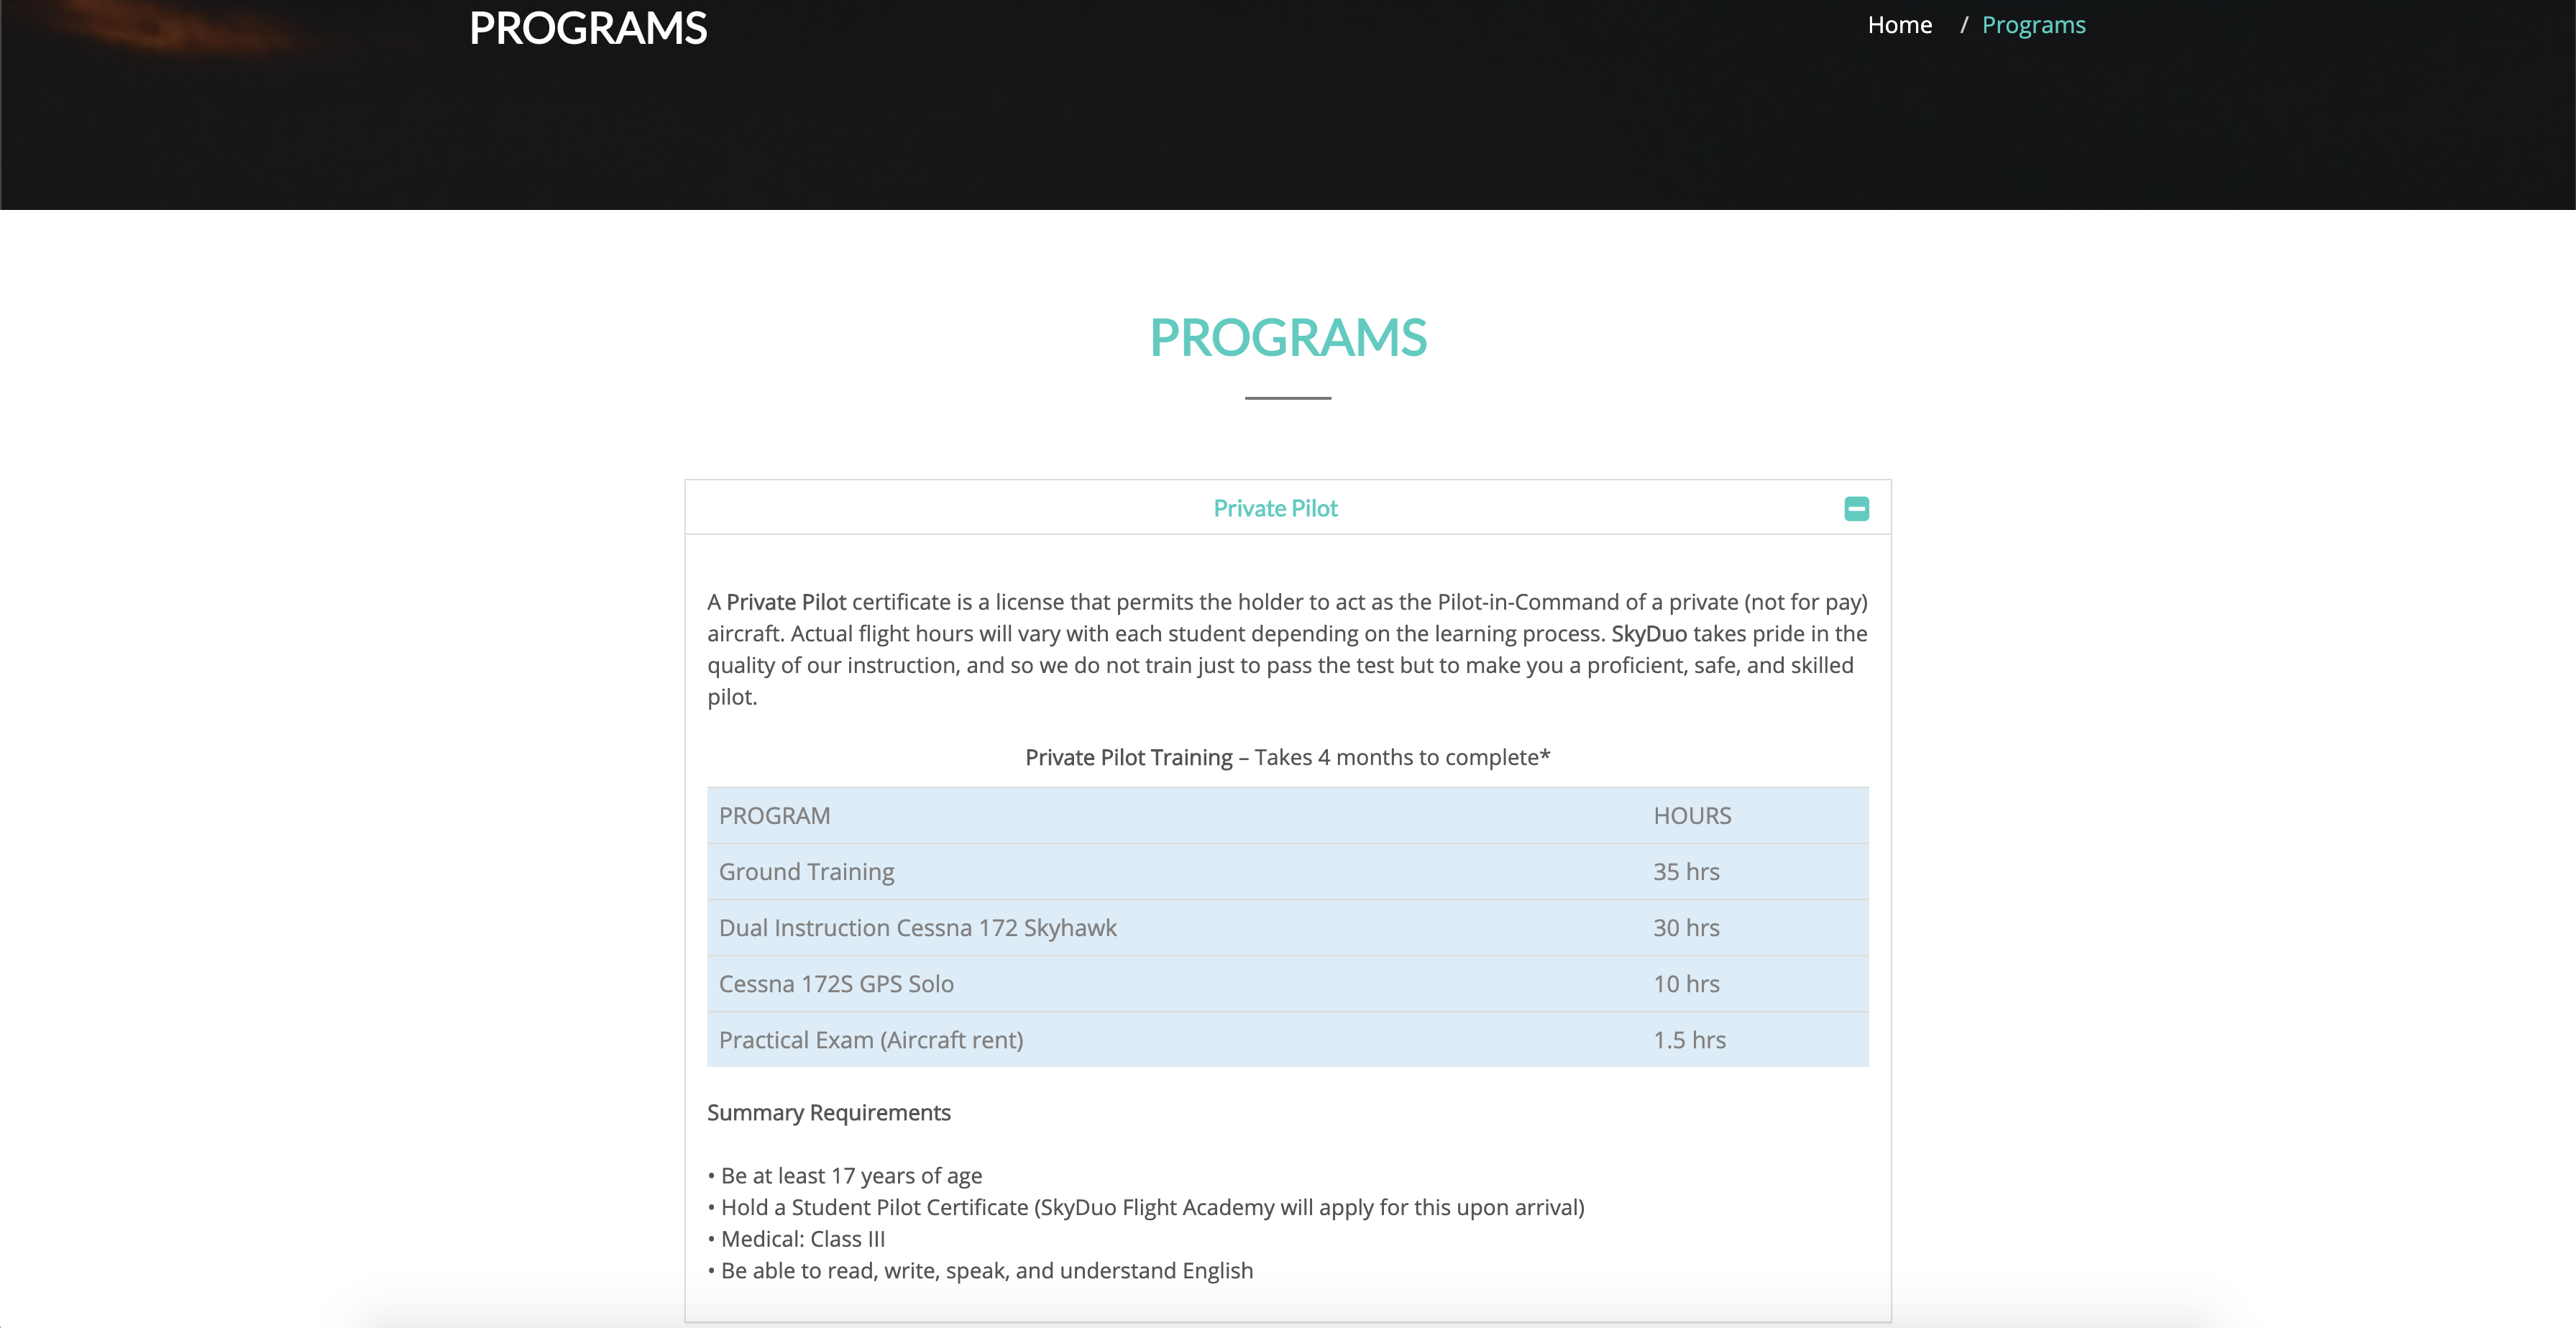 PROGRAMS
Home / Programs
PROGRAMS
Private Pilot
A Private Pilot certificate is a license that permits the holder to act as the Pilot-in-Command of a private (not for pay)
aircraft. Actual flight hours will vary with each student depending on the learning process. SkyDuo takes pride in the
quality of our instruction, and so we do not train just to pass the test but to make you a proficient, safe, and skilled
pilot.
Private Pilot Training – Takes 4 months to complete*
PROGRAM HOURS
Ground Training 35 hrs
Dual Instruction Cessna 172 Skyhawk 30 hrs
Cessna 172S GPS Solo 10 hrs
Practical Exam (Aircraft rent) 1.5 hrs
Summary Requirements
• Be at least 17 years of age
• Hold a Student Pilot Certificate (SkyDuo Flight Academy will apply for this upon arrival)
• Medical: Class III
• Be able to read, write, speak, and understand English